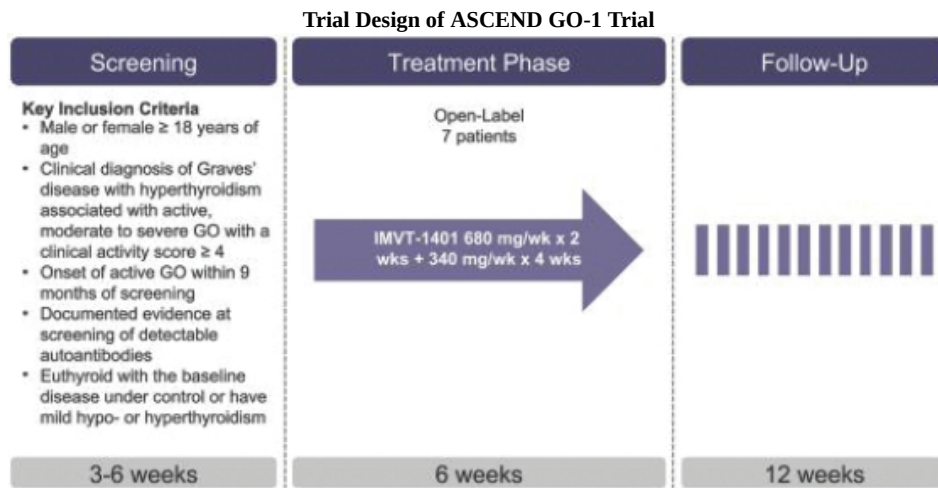 Trial Design of ASCEND GO-1 Trial
Screening
Treatment Phase
Follow-Up
Key Inclusion Criteria
• Male or female ≥ 18 years of
age
• Clinical diagnosis of Graves'
disease with hyperthyroidism
associated with active,
moderate to severe GO with a
clinical activity score ≥ 4
• Onset of active GO within 9
months of screening
• Documented evidence at
screening of detectable
autoantibodies
• Euthyroid with the baseline
disease under control or have
mild hypo- or hyperthyroidism
Open-Label
7 patients
IMVT-1401 680 mg/wk x 2
wks + 340 mg/wk x 4 wks
3-6 weeks
6 weeks
12 weeks